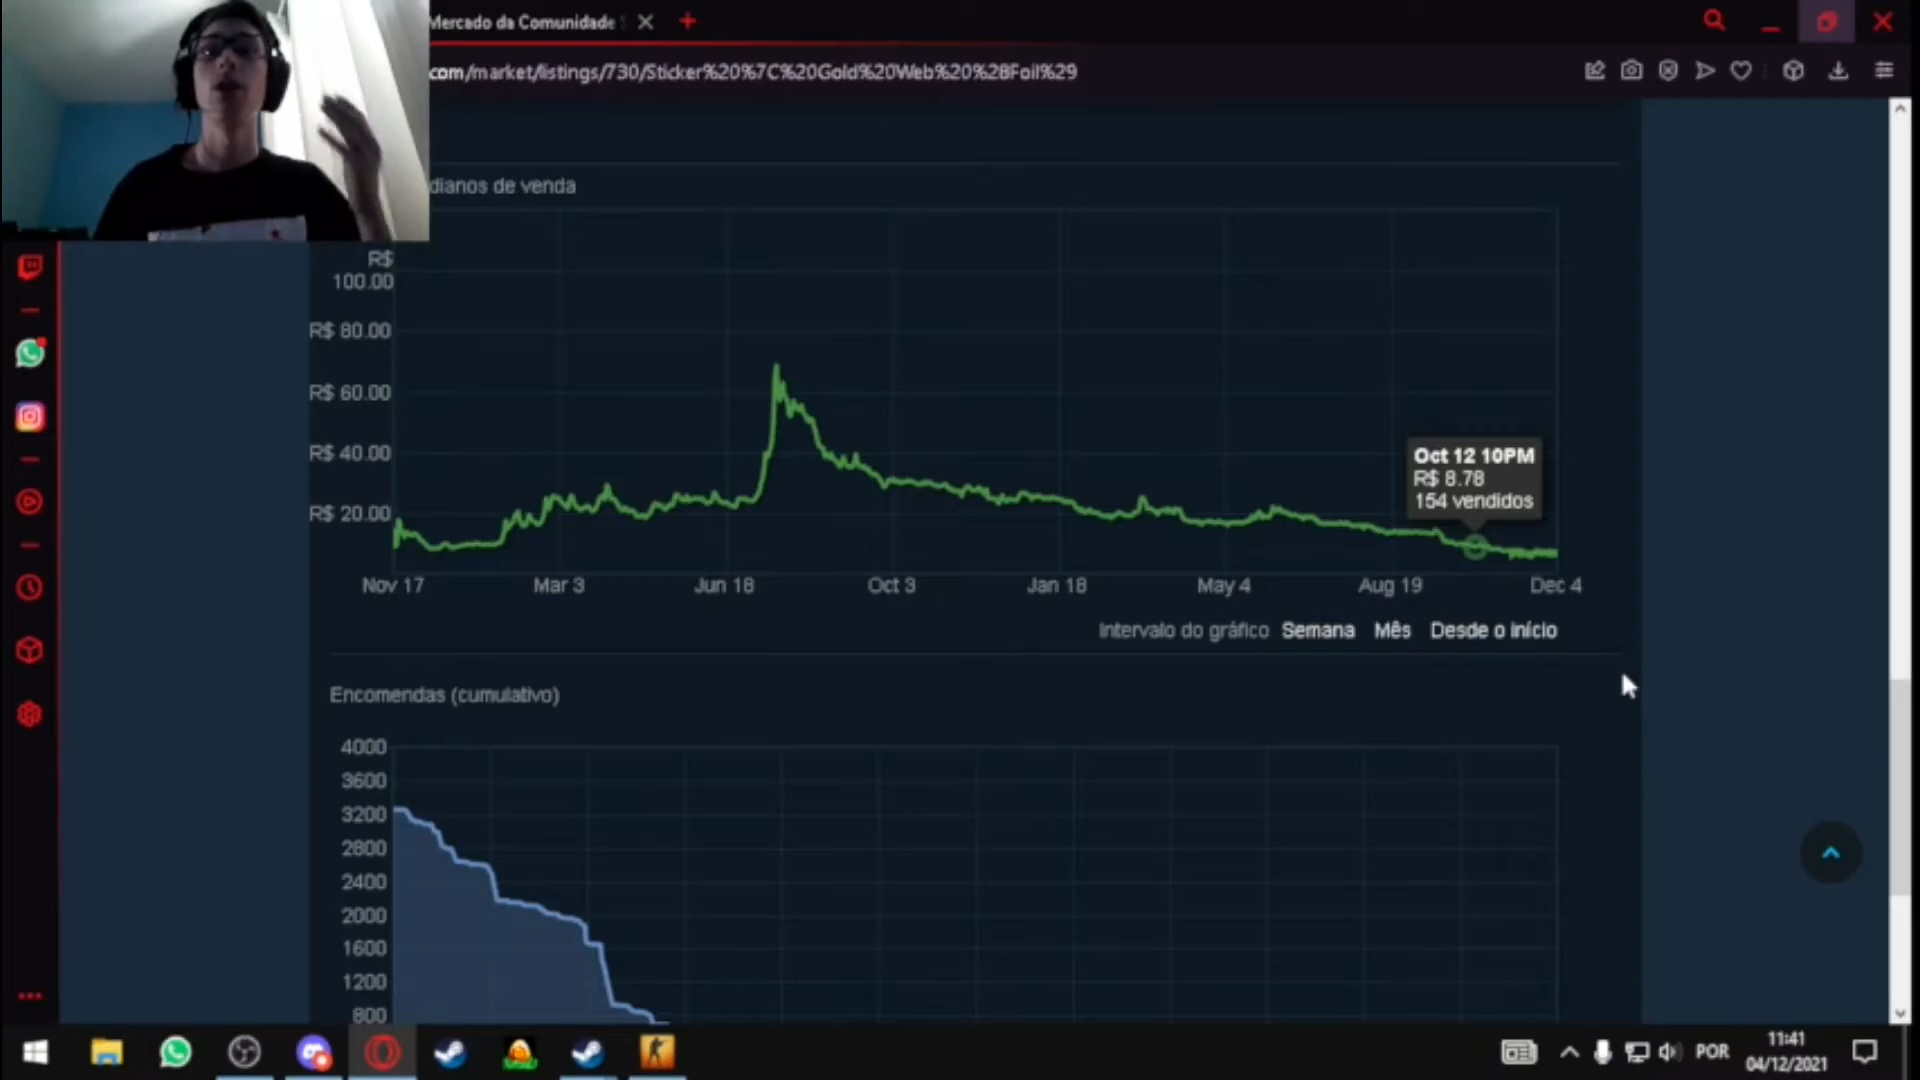 Mercado da Comunidade
.com/market/listings/730/Sticker%20%7C%20Gold%20Web%20%28Foil%29
dianos de venda
R$
100.00
R$ 80.00
R$ 60.00
R$ 40.00
R$ 20.00
Oct 12 10PM
R$ 8.78
154 vendidos
Nov 17 Mar 3 Jun 18 Oct 3 Jan 18 May 4 Aug 19 Dec 4
Intervalo do gráfico Semana Mês Desde o início
Encomendas (cumulativo)
4000
3600
3200
2800
2400
2000
1600
1200
800
POR
11:41
04/12/2021